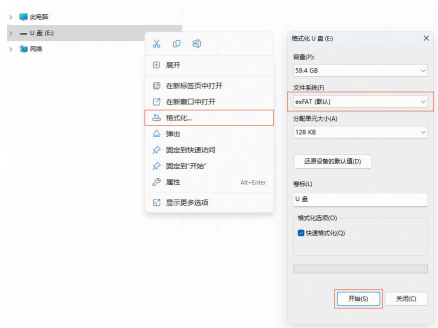 此电脑
U 盘 (E:)
网络
展开
在新标签页中打开
在新窗口中打开
格式化...
弹出
固定到快速访问
固定到"开始"
属性 Alt+Enter
显示更多选项
格式化 U 盘 (E:)
容量(P):
59.4 GB
文件系统(F)
exFAT (默认)
分配单元大小(A)
128 KB
还原设备的默认值(D)
卷标(L)
U 盘
格式化选项(O)
快速格式化(Q)
开始(S) 关闭(C)